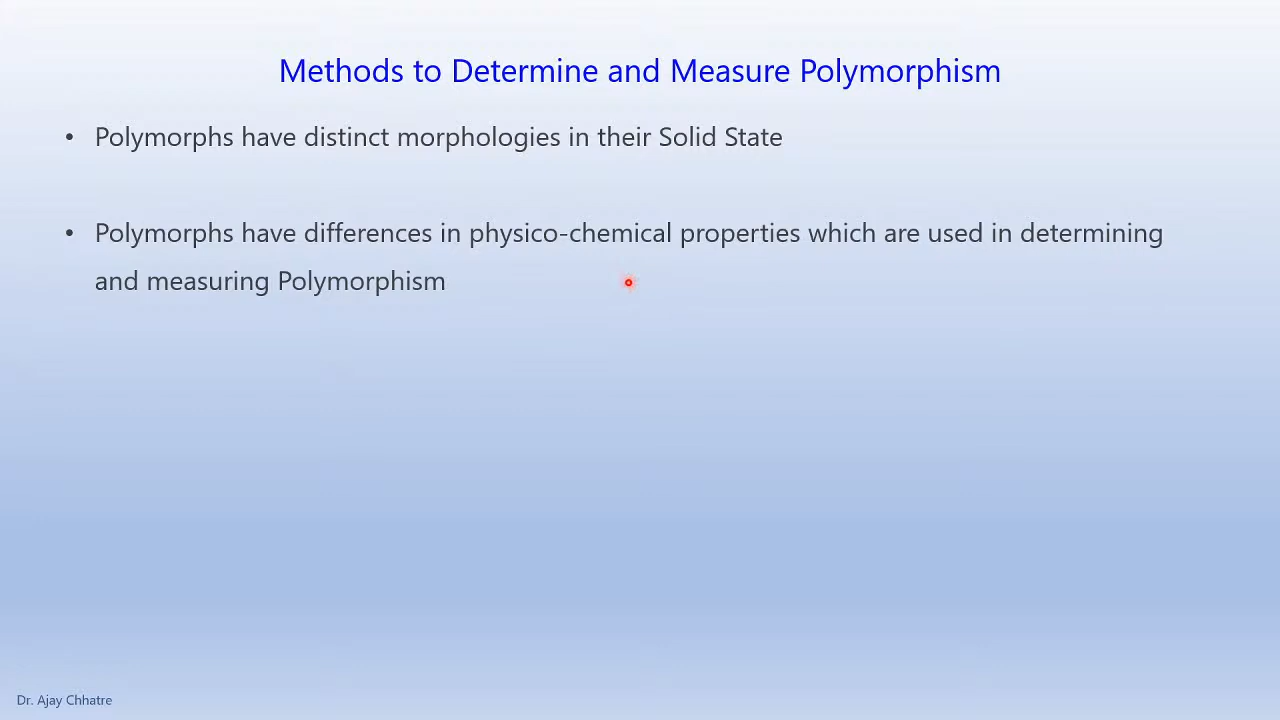 Methods to Determine and Measure Polymorphism
• Polymorphs have distinct morphologies in their Solid State
• Polymorphs have differences in physico-chemical properties which are used in determining
and measuring Polymorphism
Dr. Ajay Chhatre